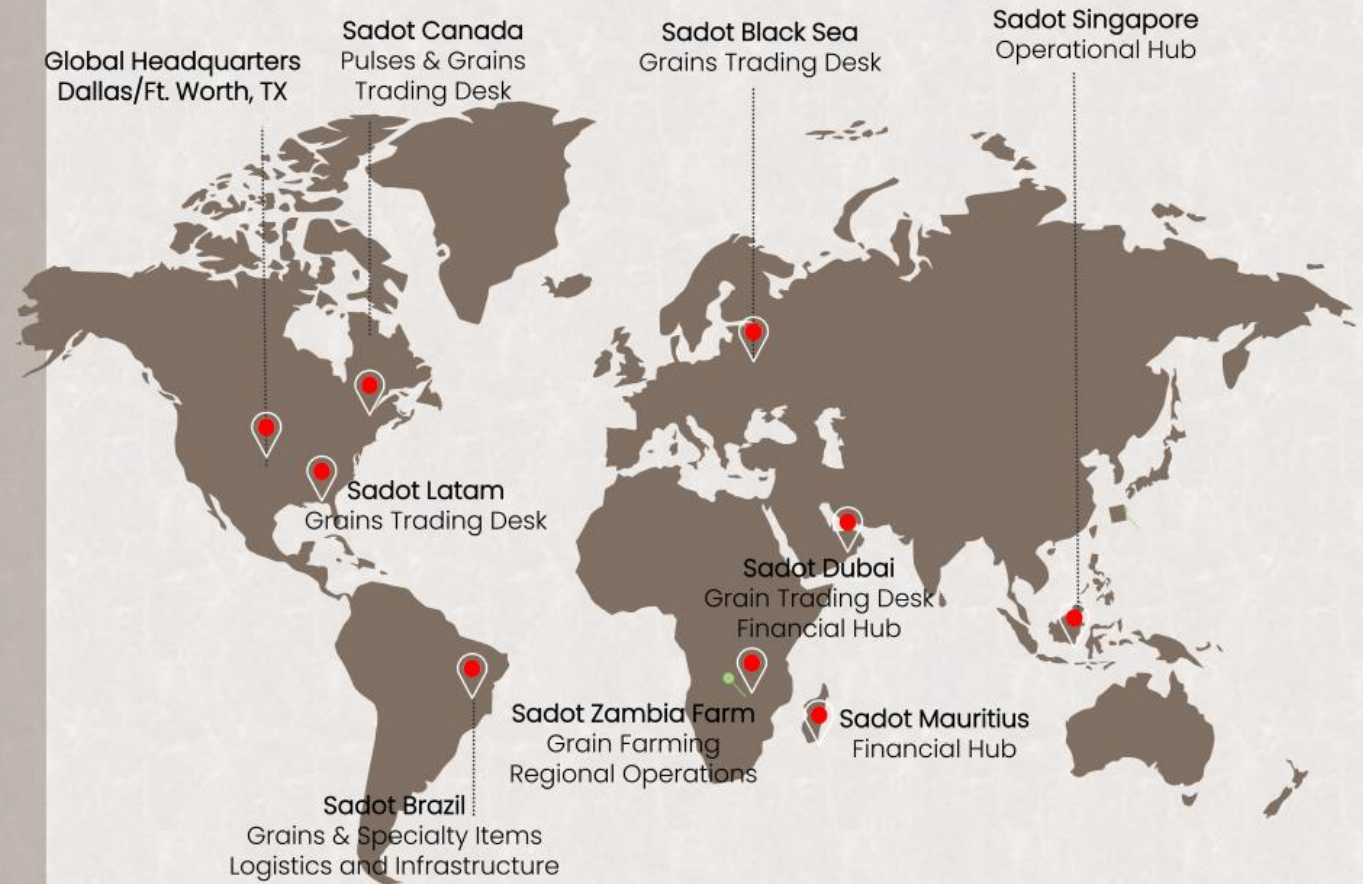 Global Headquarters
Dallas/Ft. Worth, TX
Sadot Canada
Pulses & Grains
Trading Desk
Sadot Black Sea
Grains Trading Desk
Sadot Singapore
Operational Hub
Sadot Latam
Grains Trading Desk
Sadot Dubai
Grain Trading Desk
Financial Hub
Sadot Zambia Farm
Grain Farming
Regional Operations
Sadot Mauritius
Financial Hub
Sadot Brazil
Grains & Specialty Items
Logistics and Infrastructure